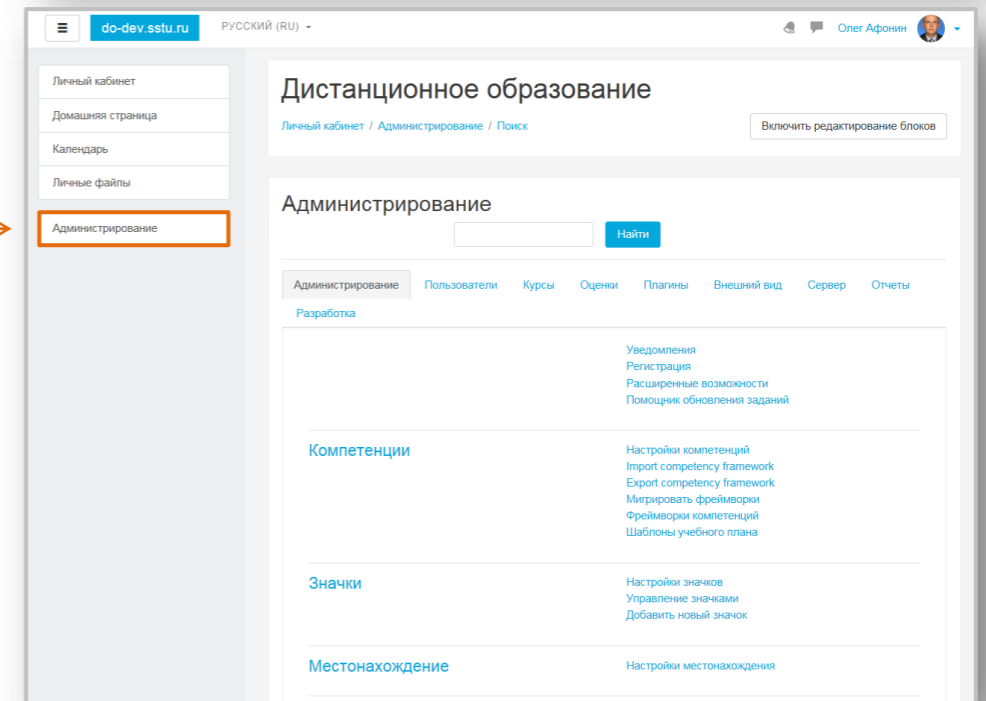 do-dev.sstu.ru РУССКИЙ (RU) Олег Афонин
Личный кабинет
Домашняя страница
Календарь
Личные файлы
Администрирование
Дистанционное образование
Личный кабинет / Администрирование / Поиск
Включить редактирование блоков
Администрирование
Найти
Администрирование Пользователи Курсы Оценки Плагины Внешний вид Сервер Отчеты
Разработка
Уведомления
Регистрация
Расширенные возможности
Помощник обновления заданий
Компетенции
Настройки компетенций
Import competency framework
Export competency framework
Мигрировать фреймворки
Фреймворки компетенций
Шаблоны учебного плана
Значки
Настройки значков
Управление значками
Добавить новый значок
Местонахождение
Настройки местонахождения